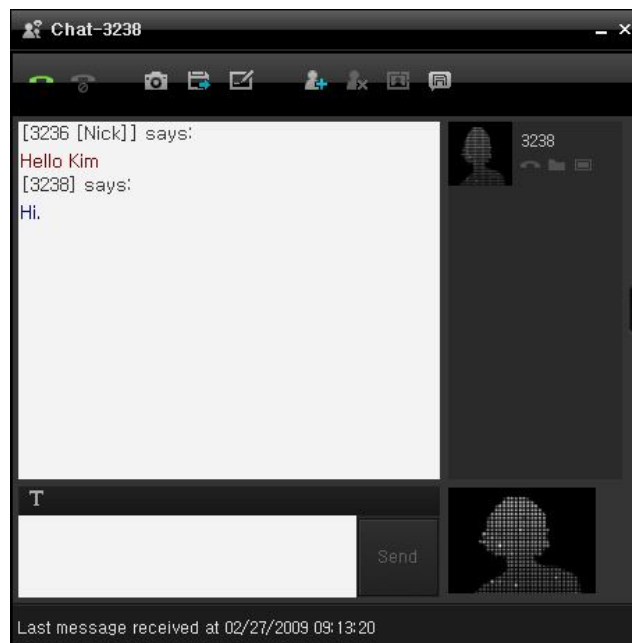 Chat-3238
[3236 [Nick]] says:
Hello Kim
[3238] says:
Hi.
3238
T
Send
Last message received at 02/27/2009 09:13:20